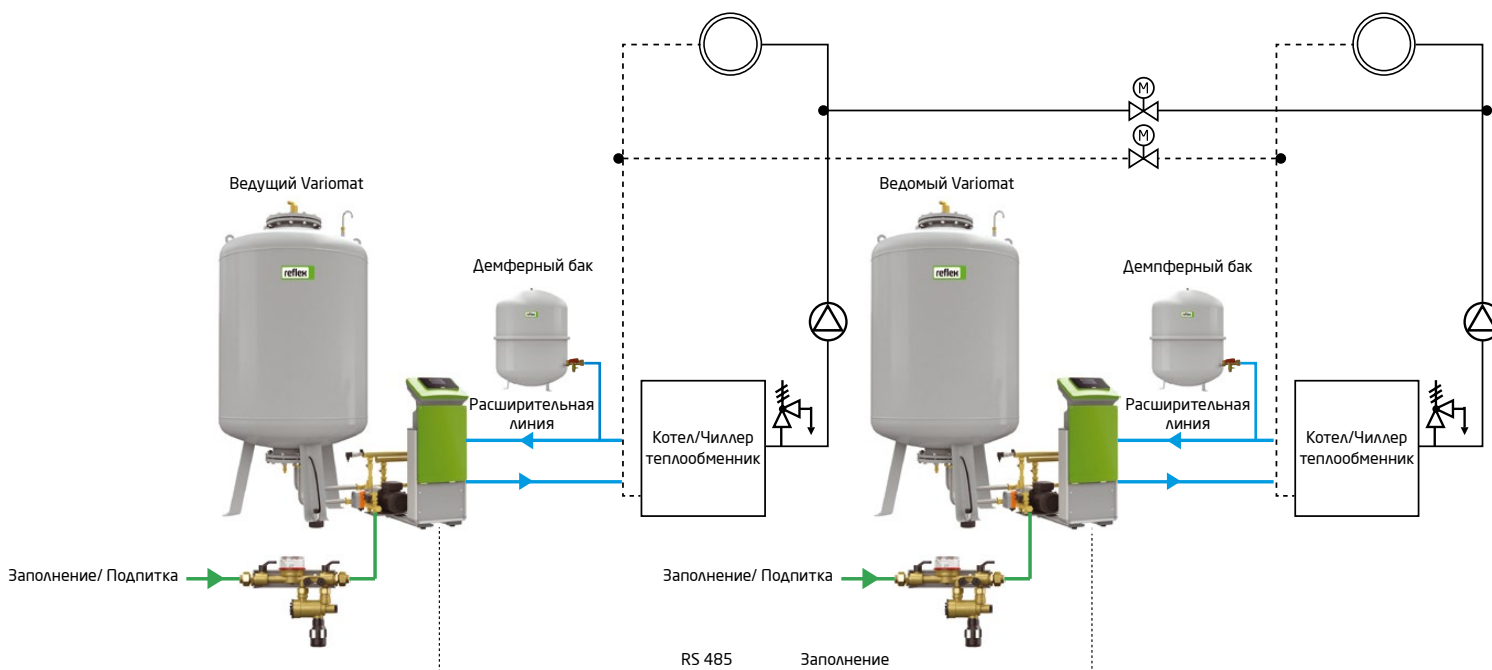 M
M
Ведущий Variomat
Ведомый Variomat
Демферный бак
Демпферный бак
reflex
reflex
reflex
reflex
Расширительная
линия
Расширительная
линия
Котел/Чиллер
теплообменник
Котел/Чиллер
теплообменник
Заполнение/ Подпитка
Заполнение/ Подпитка
RS 485
Заполнение